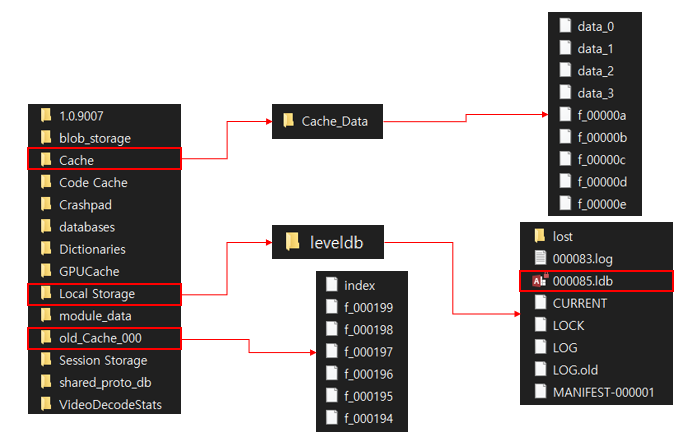 1.0.9007
blob_storage
Cache
Code Cache
Crashpad
databases
Dictionaries
GPUCache
Local Storage
module_data
old_Cache_000
Session Storage
shared_proto_db
VideoDecodeStats
Cache_Data
data_0
data_1
data_2
data_3
f_00000a
f_00000b
f_00000c
f_00000d
f_00000e
leveldb
lost
000083.log
000085.ldb
CURRENT
LOCK
LOG
LOG.old
MANIFEST-000001
index
f_000199
f_000198
f_000197
f_000196
f_000195
f_000194